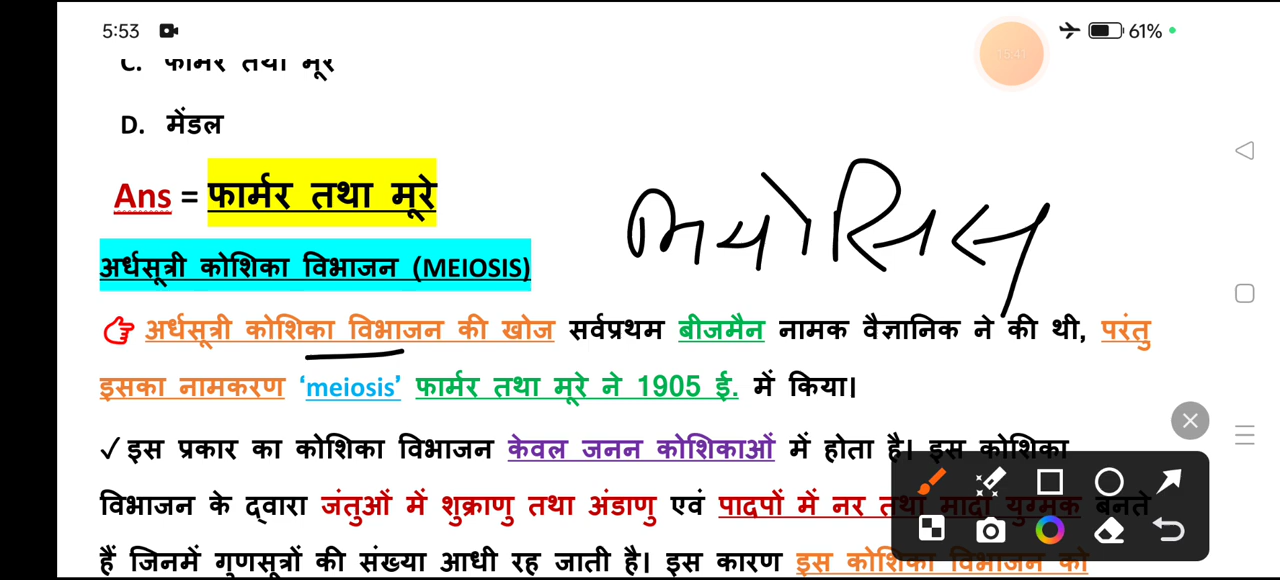 5:53 61%
C. फार्मर तथा मूरे
D. मेंडल
Ans = फार्मर तथा मूरे
मियोसिस
अर्धसूत्री कोशिका विभाजन (MEIOSIS)
अर्धसूत्री कोशिका विभाजन की खोज सर्वप्रथम बीजमैन नामक वैज्ञानिक ने की थी, परंतु
इसका नामकरण ‘meiosis’ फार्मर तथा मूरे ने 1905 ई. में किया।
✓ इस प्रकार का कोशिका विभाजन केवल जनन कोशिकाओं में होता है। इस कोशिका
विभाजन के द्वारा जंतुओं में शुक्राणु तथा अंडाणु एवं पादपों में नर तथा मादा युग्मक बनते
हैं जिनमें गुणसूत्रों की संख्या आधी रह जाती है। इस कारण इस कोशिका विभाजन को